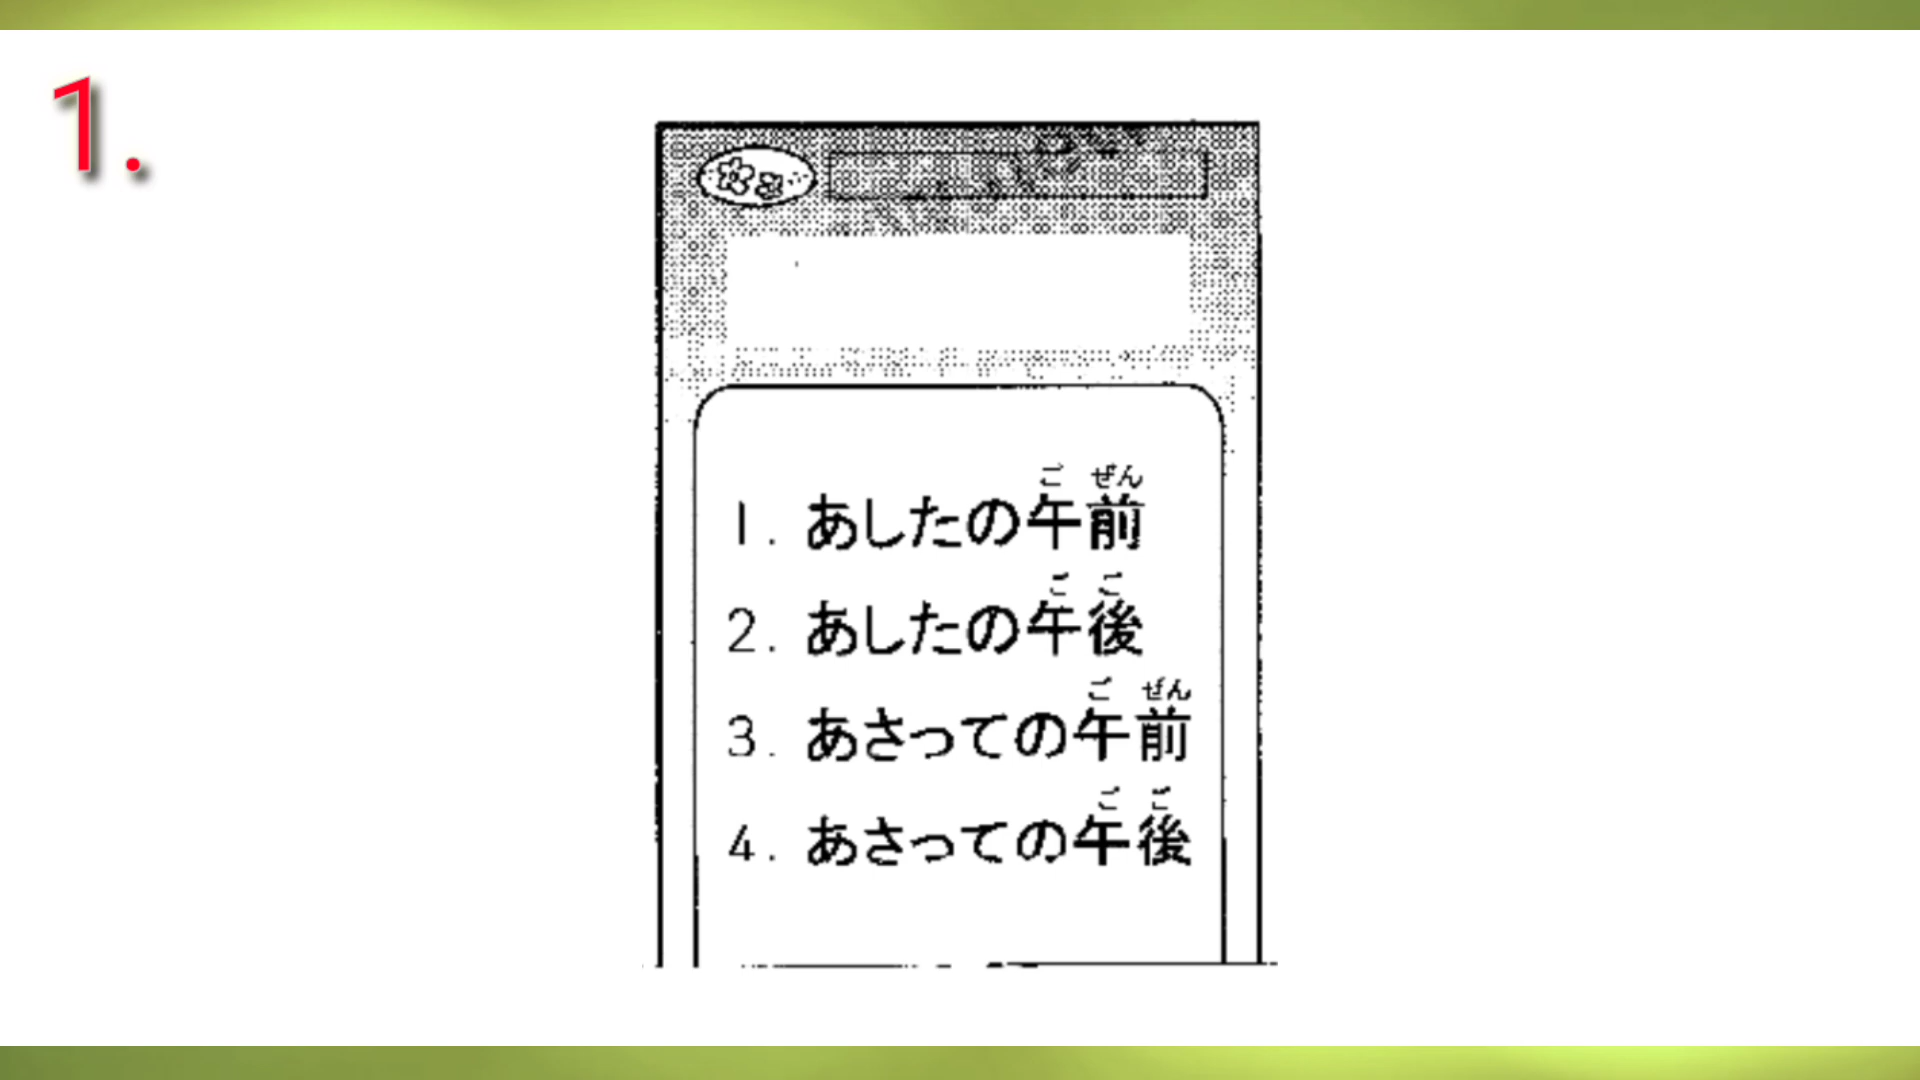 1.
ご ぜん
1. あしたの午前
ご ご
2. あしたの午後
ご ぜん
3. あさっての午前
ご ご
4. あさっての午後